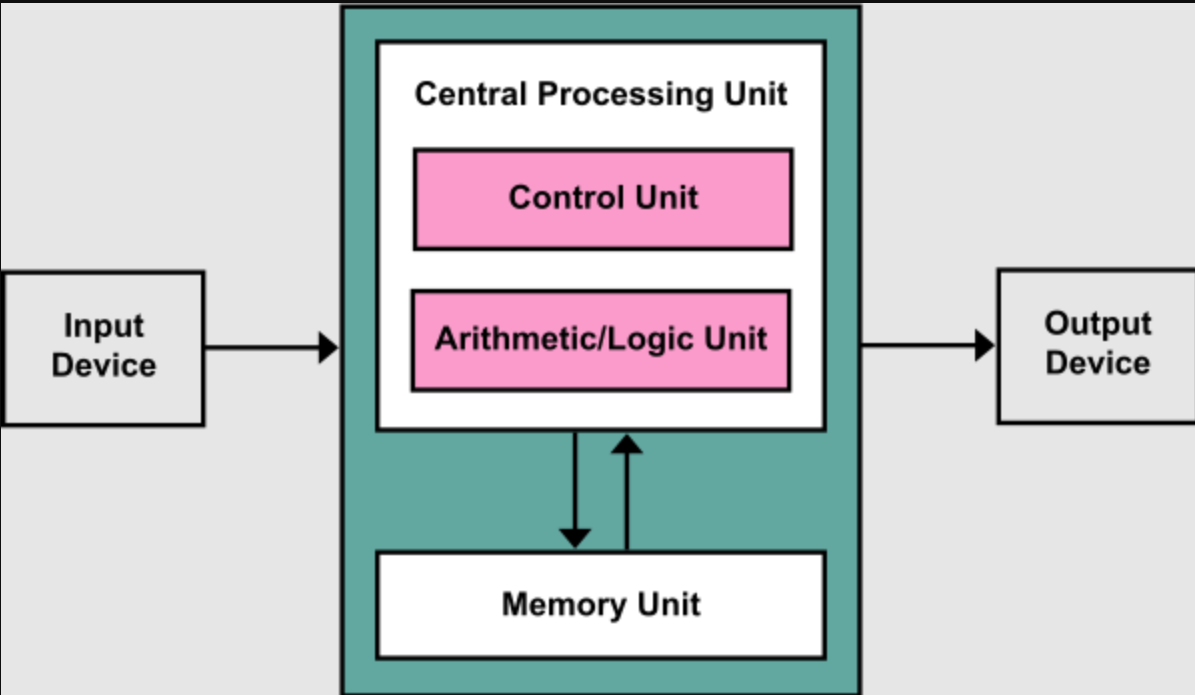 Central Processing Unit
Control Unit
Arithmetic/Logic Unit
Input
Device
Output
Device
Memory Unit